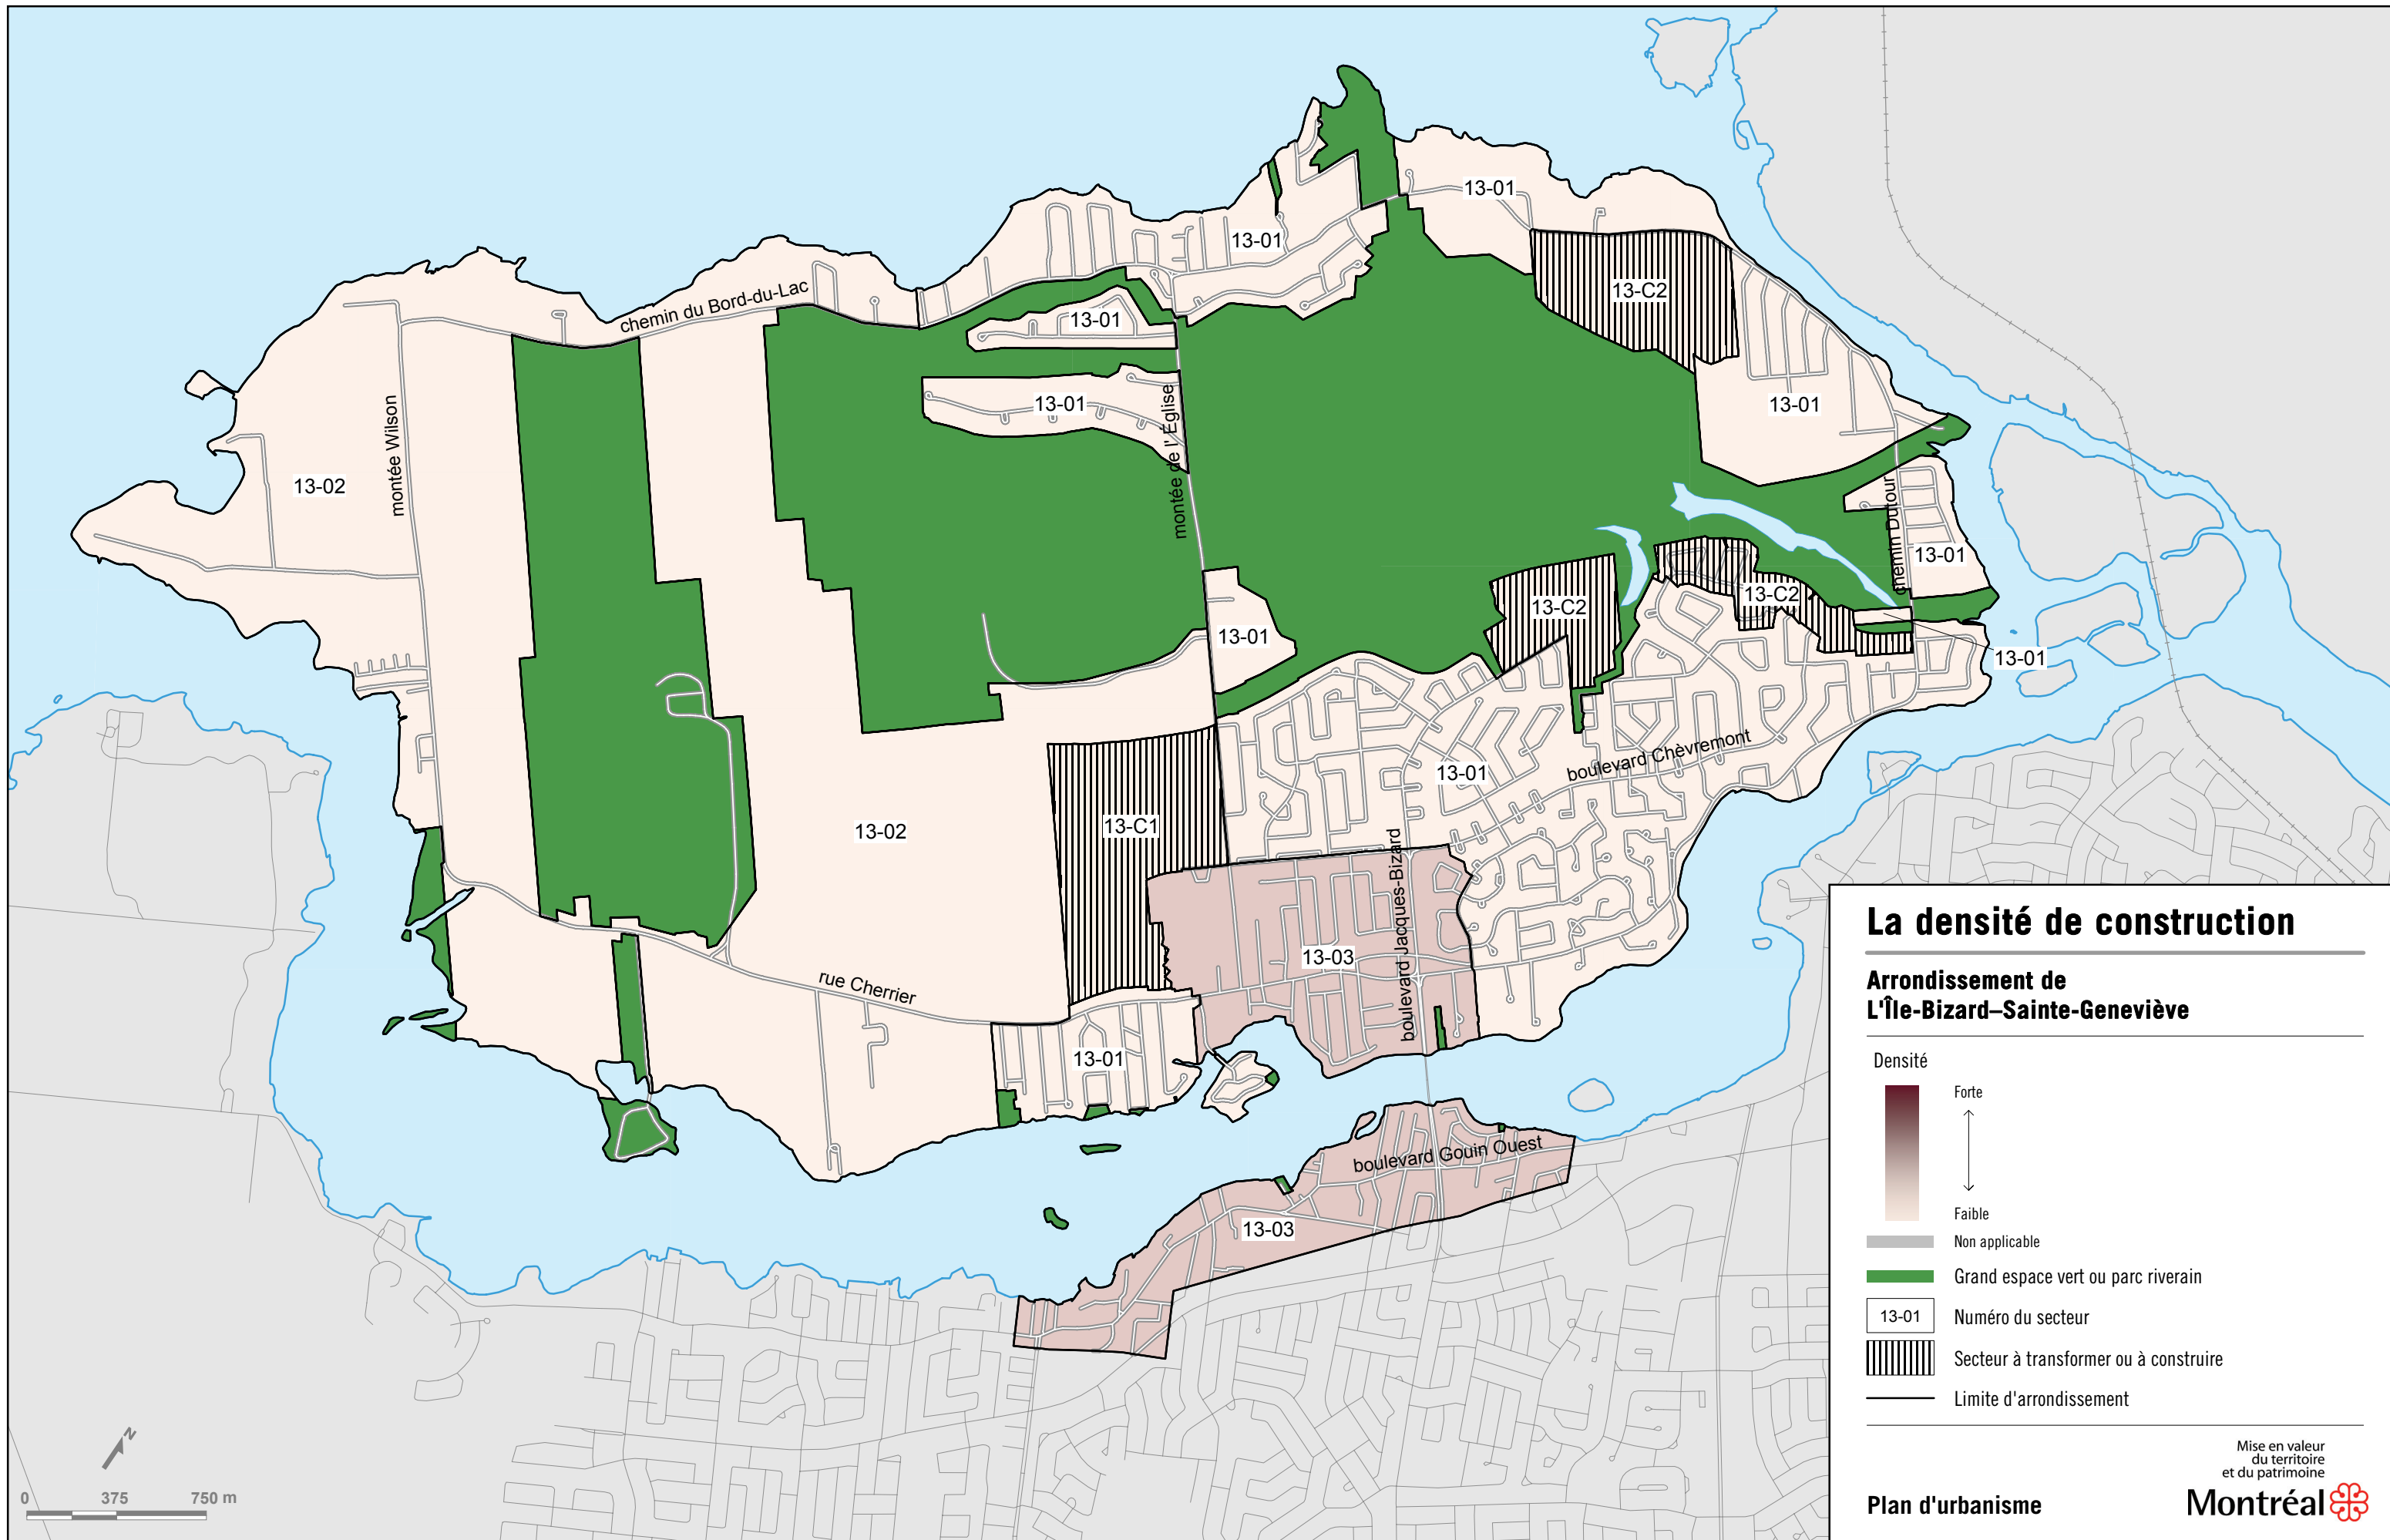 13-01
13-01
chemin du Bord-du-Lac
13-C2
13-01
montée Wilson
13-01
montée de l' Église
13-01
13-02
chemin Dutour
13-01
13-C2
13-C2
13-01
13-01
boulevard Chèvremont
13-01
13-C1
13-02
boulevard Jacques-Bizard
13-03
rue Cherrier
13-01
boulevard Gouin Ouest
13-03
N
0 375 750 m
La densité de construction
Arrondissement de
L'Île-Bizard–Sainte-Geneviève
Densité
Forte
Faible
Non applicable
Grand espace vert ou parc riverain
13-01 Numéro du secteur
Secteur à transformer ou à construire
Limite d'arrondissement
Mise en valeur
du territoire
et du patrimoine
Plan d'urbanisme
Montréal